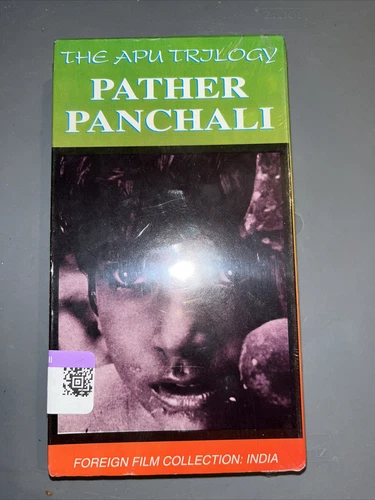 THE APU TRILOGY
PATHER
PANCHALI
FOREIGN FILM COLLECTION: INDIA